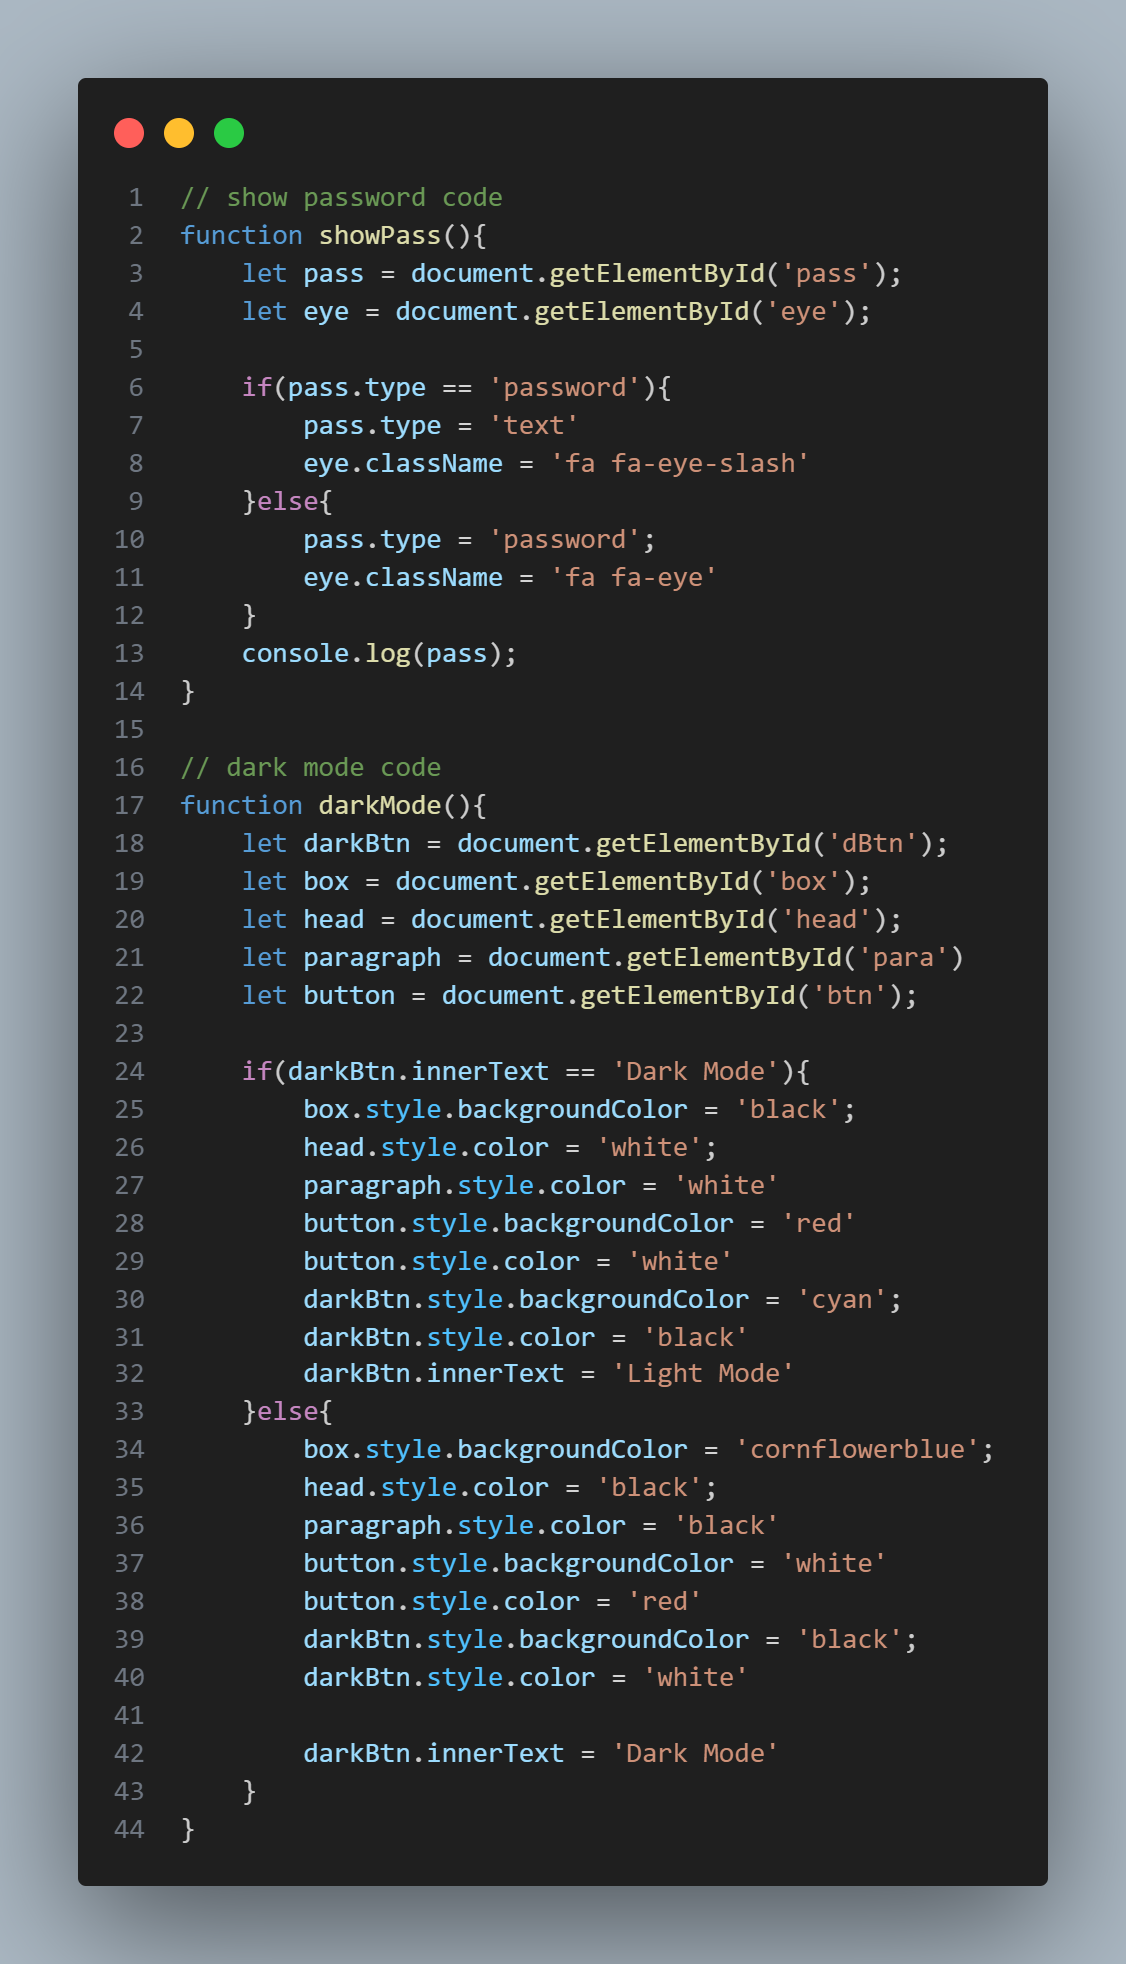 1 // show password code
2 function showPass(){
3     let pass = document.getElementById('pass');
4     let eye = document.getElementById('eye');
5
6     if(pass.type == 'password'){
7         pass.type = 'text'
8         eye.className = 'fa fa-eye-slash'
9     }else{
10         pass.type = 'password';
11         eye.className = 'fa fa-eye'
12     }
13     console.log(pass);
14 }
15
16 // dark mode code
17 function darkMode(){
18     let darkBtn = document.getElementById('dBtn');
19     let box = document.getElementById('box');
20     let head = document.getElementById('head');
21     let paragraph = document.getElementById('para')
22     let button = document.getElementById('btn');
23
24     if(darkBtn.innerText == 'Dark Mode'){
25         box.style.backgroundColor = 'black';
26         head.style.color = 'white';
27         paragraph.style.color = 'white'
28         button.style.backgroundColor = 'red'
29         button.style.color = 'white'
30         darkBtn.style.backgroundColor = 'cyan';
31         darkBtn.style.color = 'black'
32         darkBtn.innerText = 'Light Mode'
33     }else{
34         box.style.backgroundColor = 'cornflowerblue';
35         head.style.color = 'black';
36         paragraph.style.color = 'black'
37         button.style.backgroundColor = 'white'
38         button.style.color = 'red'
39         darkBtn.style.backgroundColor = 'black';
40         darkBtn.style.color = 'white'
41
42         darkBtn.innerText = 'Dark Mode'
43     }
44 }